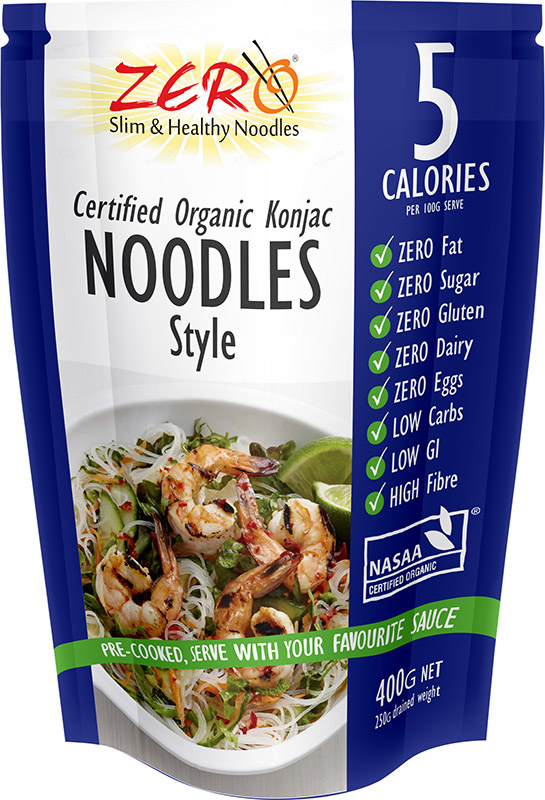 ZERO®
Slim & Healthy Noodles
Certified Organic Konjac
NOODLES
Style
5
CALORIES
PER 100G SERVE
ZERO Fat
ZERO Sugar
ZERO Gluten
ZERO Dairy
ZERO Eggs
LOW Carbs
LOW GI
HIGH Fibre
NASAA®
CERTIFIED ORGANIC
PRE-COOKED, SERVE WITH YOUR FAVOURITE SAUCE
400G NET
250G drained weight